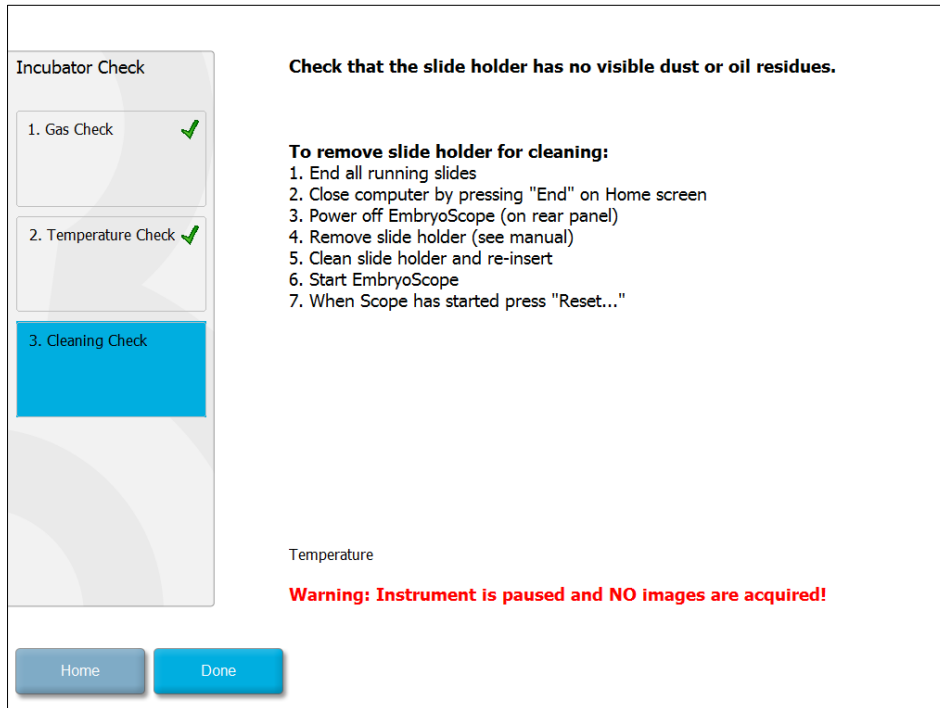 Incubator Check
1. Gas Check
2. Temperature Check
3. Cleaning Check
Check that the slide holder has no visible dust or oil residues.
To remove slide holder for cleaning:
1. End all running slides
2. Close computer by pressing "End" on Home screen
3. Power off EmbryoScope (on rear panel)
4. Remove slide holder (see manual)
5. Clean slide holder and re-insert
6. Start EmbryoScope
7. When Scope has started press "Reset..."
Temperature
Warning: Instrument is paused and NO images are acquired!
Home
Done